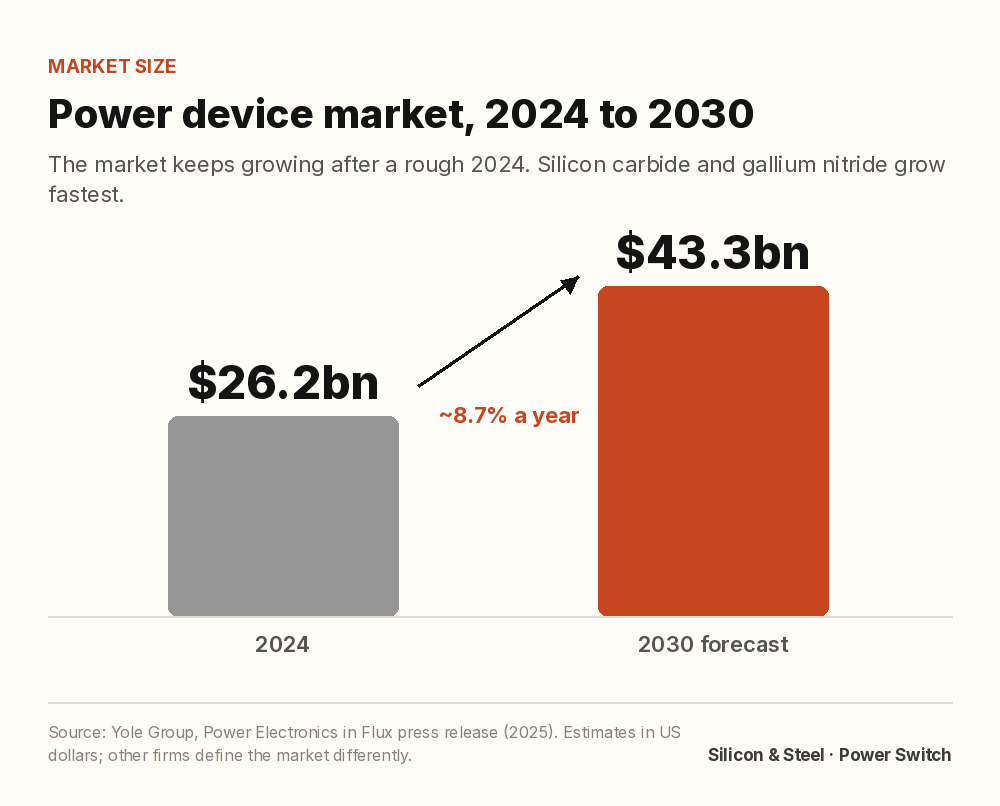 MARKET SIZE
Power device market, 2024 to 2030
The market keeps growing after a rough 2024. Silicon carbide and gallium nitride grow
fastest.
$43.3bn
$26.2bn
~8.7% a year
2024
2030 forecast
Source: Yole Group, Power Electronics in Flux press release (2025). Estimates in US
dollars; other firms define the market differently.
Silicon & Steel · Power Switch